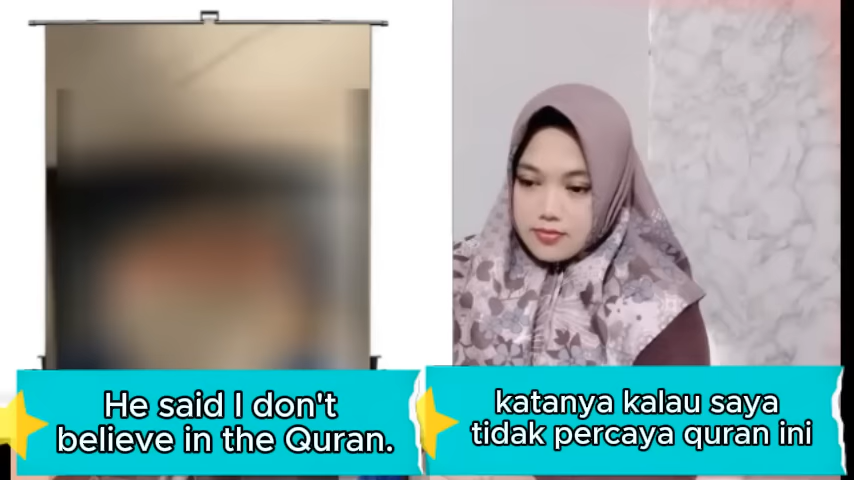 He said I don't
believe in the Quran.
katanya kalau saya
tidak percaya quran ini